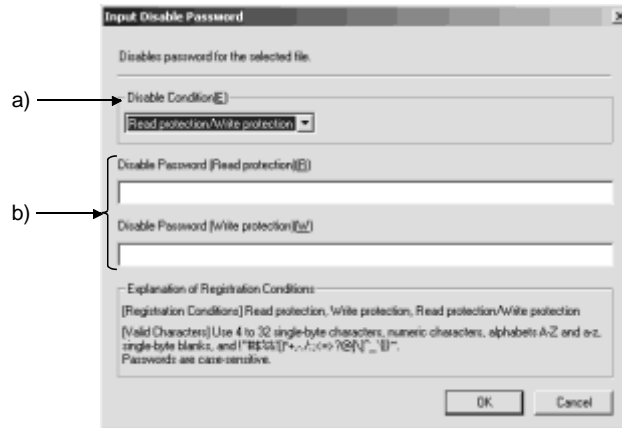 Input Disable Password
Disables password for the selected file.
a)
Disable Condition(E)
Read protection/Write protection
b)
Disable Password (Read protection)(R)
Disable Password (Write protection)(W)
Explanation of Registration Conditions
[Registration Conditions] Read protection, Write protection, Read protection/Write protection
[Valid Characters] Use 4 to 32 single-byte characters, numeric characters, alphabets A-Z and a-z,
single-byte blanks, and
Passwords are case-sensitive.
OK
Cancel